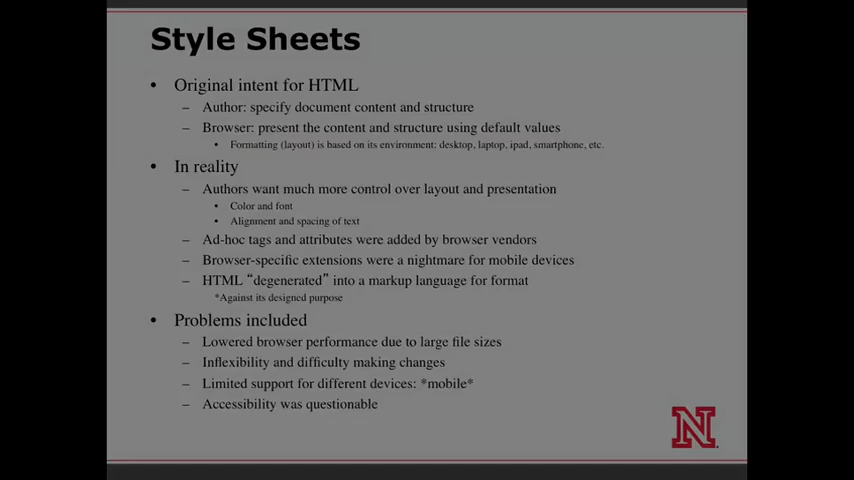 Style Sheets
• Original intent for HTML
– Author: specify document content and structure
– Browser: present the content and structure using default values
• Formatting (layout) is based on its environment: desktop, laptop, ipad, smartphone, etc.
• In reality
– Authors want much more control over layout and presentation
• Color and font
• Alignment and spacing of text
– Ad-hoc tags and attributes were added by browser vendors
– Browser-specific extensions were a nightmare for mobile devices
– HTML “degenerated” into a markup language for format
*Against its designed purpose
• Problems included
– Lowered browser performance due to large file sizes
– Inflexibility and difficulty making changes
– Limited support for different devices: *mobile*
– Accessibility was questionable
N